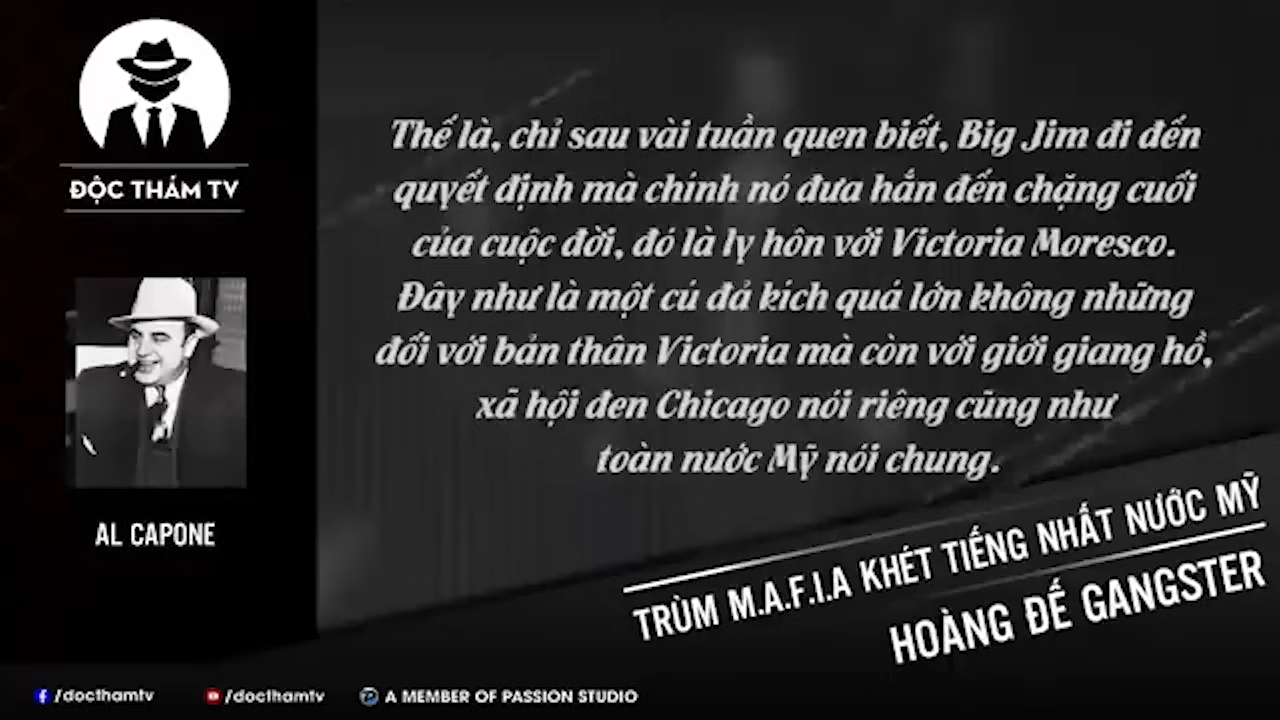 ĐỘC THÁM TV
AL CAPONE
Thế là, chỉ sau vài tuần quen biết, Big Jim đi đến
quyết định mà chính nó đưa hắn đến chặng cuối
của cuộc đời, đó là ly hôn với Victoria Moresco.
Đây như là một cú đả kích quá lớn không những
đối với bản thân Victoria mà còn với giới giang hồ,
xã hội đen Chicago nói riêng cũng như
toàn nước Mỹ nói chung.
TRÙM M.A.F.I.A KHÉT TIẾNG NHẤT NƯỚC MỸ
HOÀNG ĐẾ GANGSTER
/docthamtv
/docthamtv
A MEMBER OF PASSION STUDIO